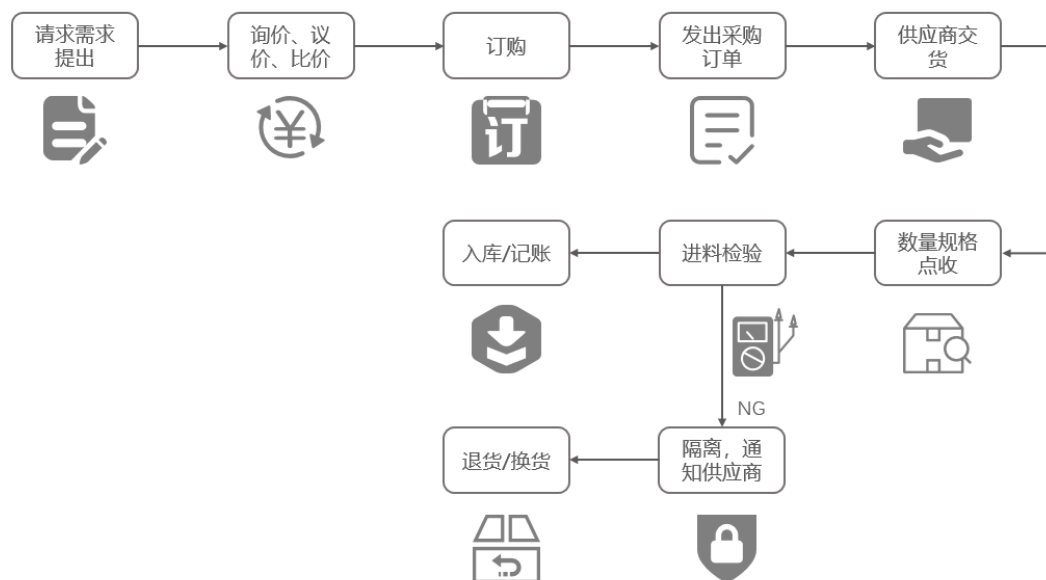 请求需求
提出
询价、议
价、比价
订购
发出采购
订单
供应商交
货
订
数量规格
点收
进料检验
入库/记账
NG
隔离，通
知供应商
退货/换货